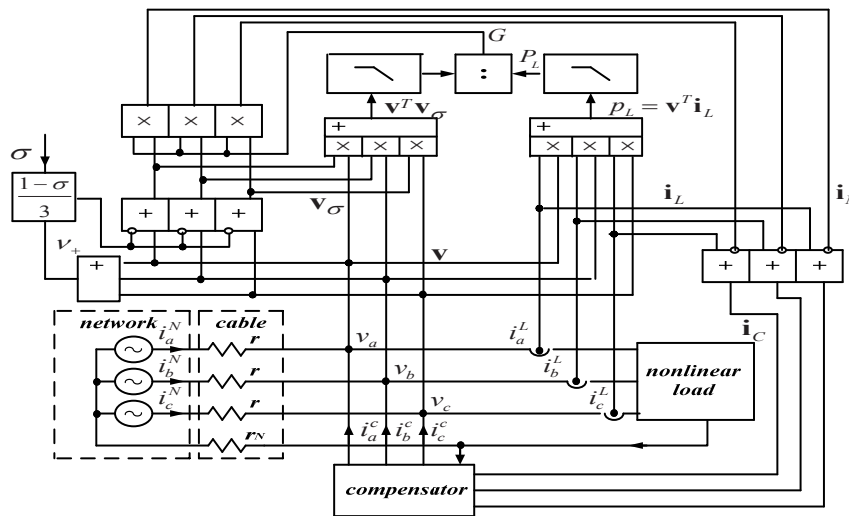 G
P_L
v^T v_σ
p_L = v^T i_L
× × ×
+
× × ×
+
× × ×
σ
1 − σ
3
+ + +
v_σ
i_L
v_+
+
v
+ + +
i_C
network
cable
i_a^N
r
v_a
i_a^L
i_b^N
r
v_b
i_b^L
nonlinear
load
i_c^N
r
v_c
i_c^L
r_N
i_a^c
i_b^c
i_c^c
compensator